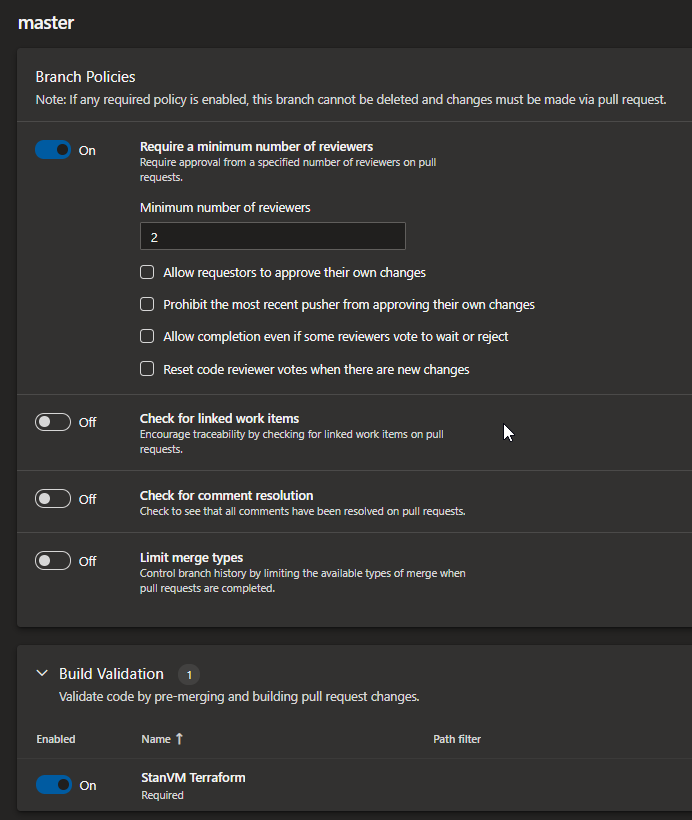 master
Branch Policies
Note: If any required policy is enabled, this branch cannot be deleted and changes must be made via pull request.
On
Require a minimum number of reviewers
Require approval from a specified number of reviewers on pull
requests.
Minimum number of reviewers
2
Allow requestors to approve their own changes
Prohibit the most recent pusher from approving their own changes
Allow completion even if some reviewers vote to wait or reject
Reset code reviewer votes when there are new changes
Off
Check for linked work items
Encourage traceability by checking for linked work items on pull
requests.
Off
Check for comment resolution
Check to see that all comments have been resolved on pull requests.
Off
Limit merge types
Control branch history by limiting the available types of merge when
pull requests are completed.
Build Validation 1
Validate code by pre-merging and building pull request changes.
Enabled Name ↑ Path filter
On
StanVM Terraform
Required